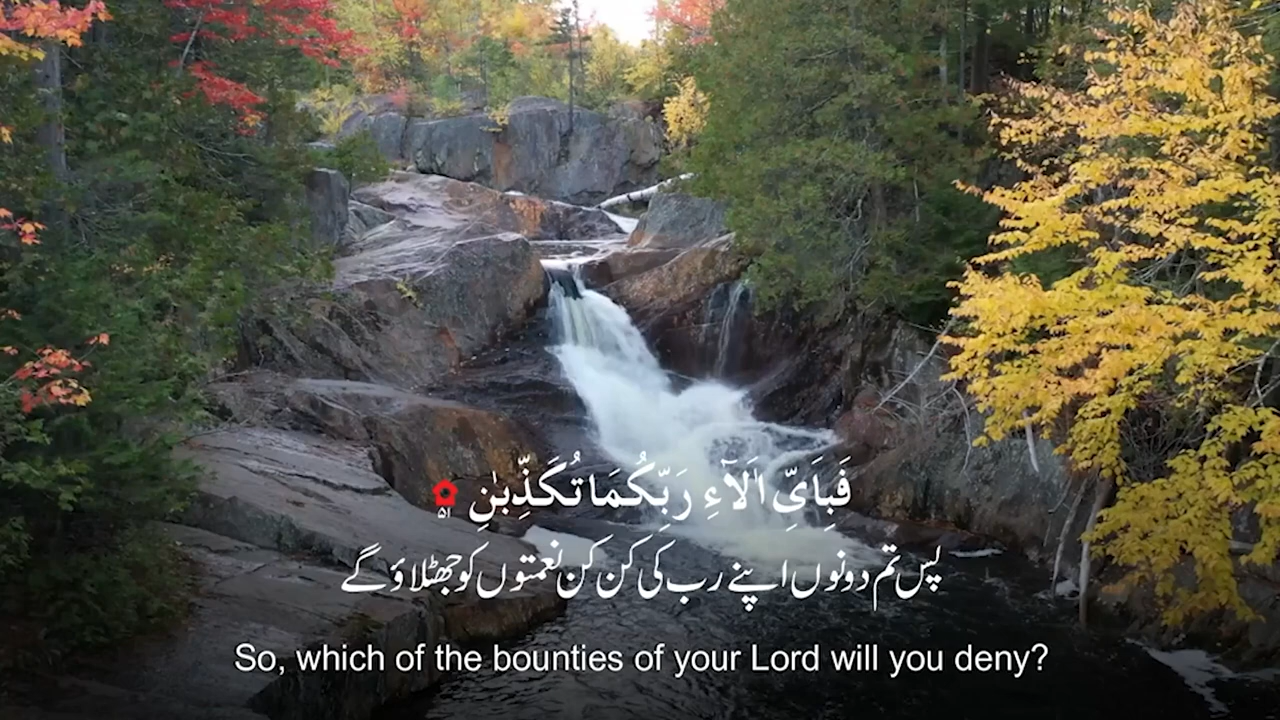 فَبِاَىِّ اٰلَآءِ رَبِّكُمَا تُكَذِّبٰنِ
پس تم دونوں اپنے رب کی کن کن نعمتوں کو جھٹلاؤ گے
So, which of the bounties of your Lord will you deny?